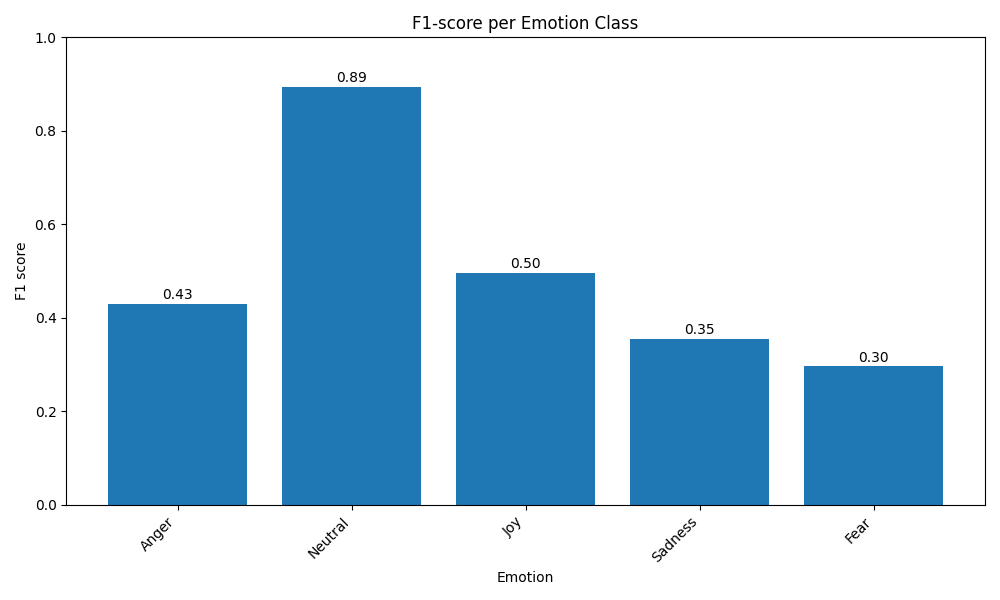 F1-score per Emotion Class
1.0
0.8
0.6
0.4
0.2
0.0
F1 score
0.43
0.89
0.50
0.35
0.30
Anger
Neutral
Joy
Sadness
Fear
Emotion